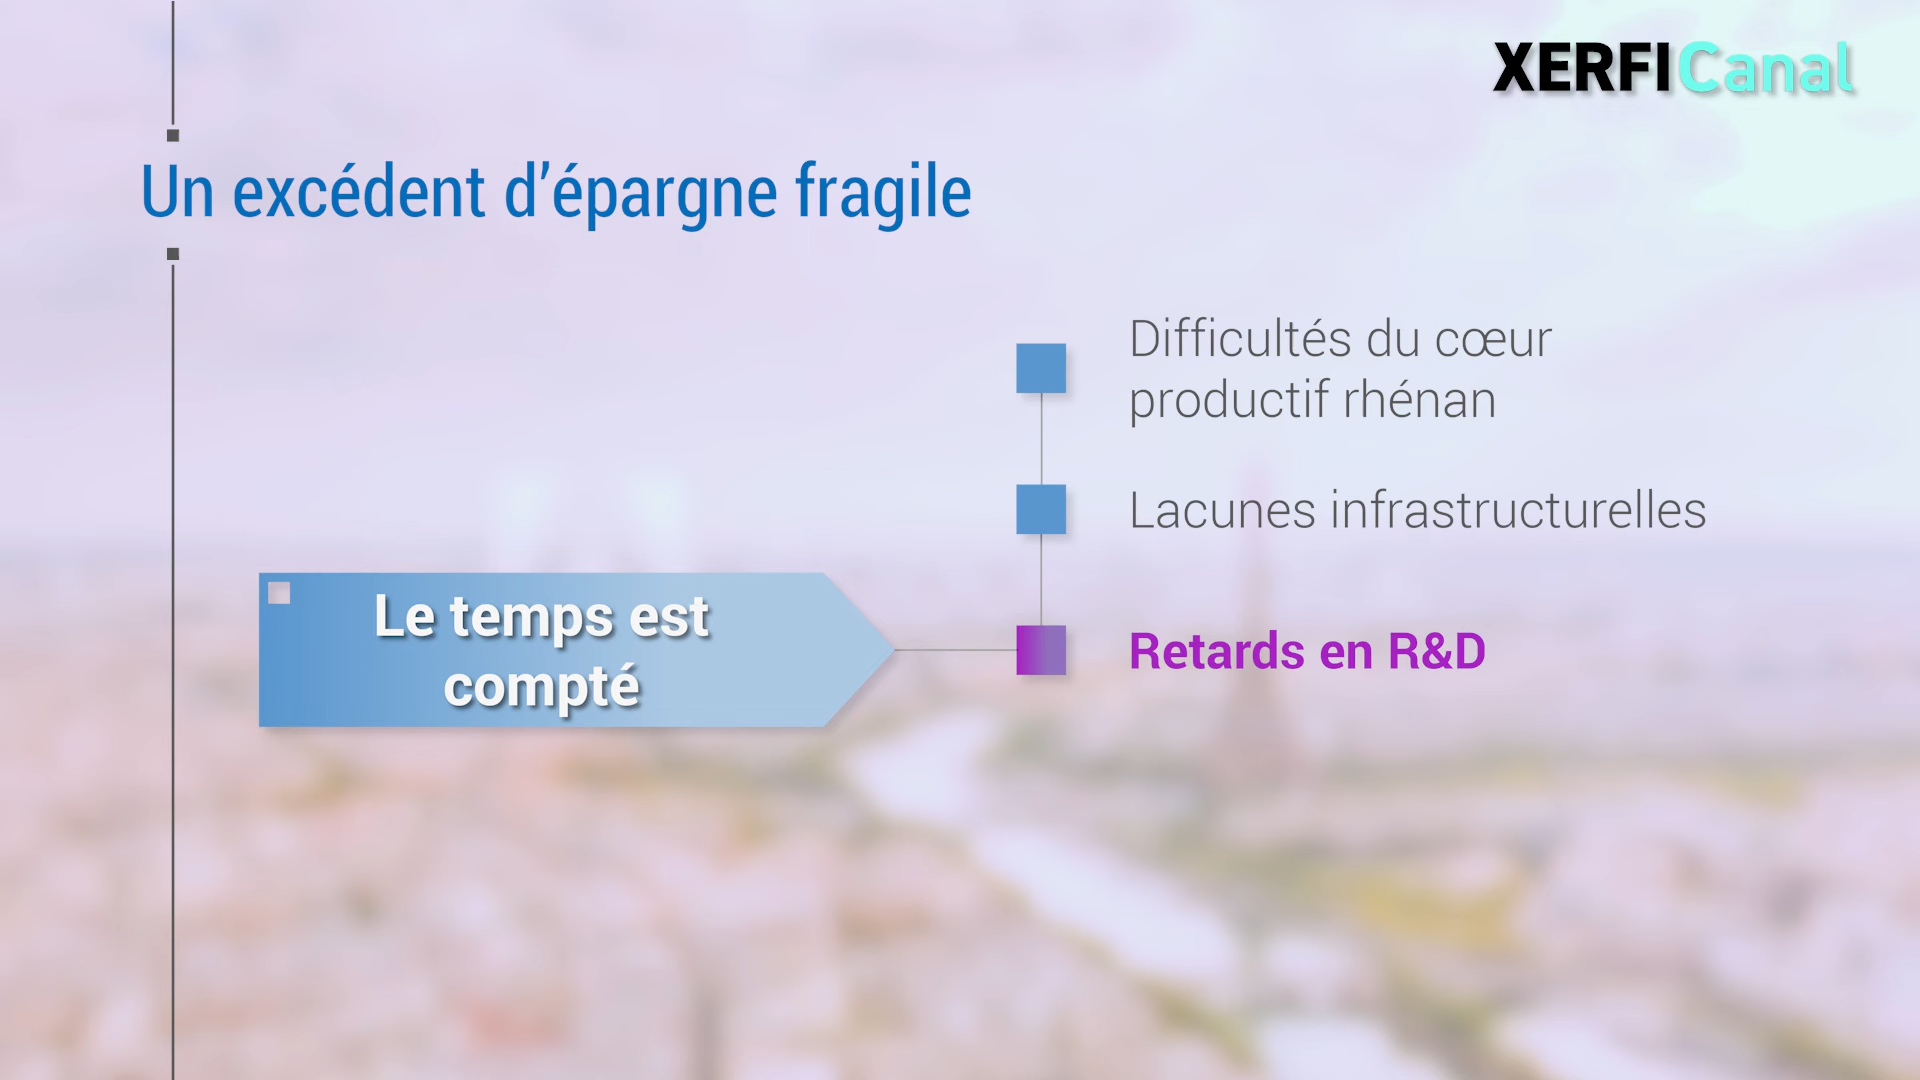 XERFI Canal
Un excédent d’épargne fragile
Difficultés du cœur
productif rhénan
Lacunes infrastructurelles
Le temps est
compté
Retards en R&D